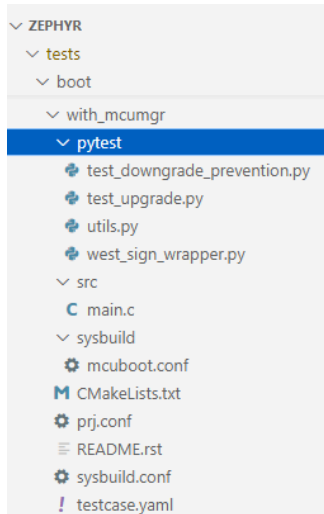 ZEPHYR
tests
boot
with_mcumgr
pytest
test_downgrade_prevention.py
test_upgrade.py
utils.py
west_sign_wrapper.py
src
C main.c
sysbuild
mcuboot.conf
M CMakeLists.txt
prj.conf
README.rst
sysbuild.conf
! testcase.yaml